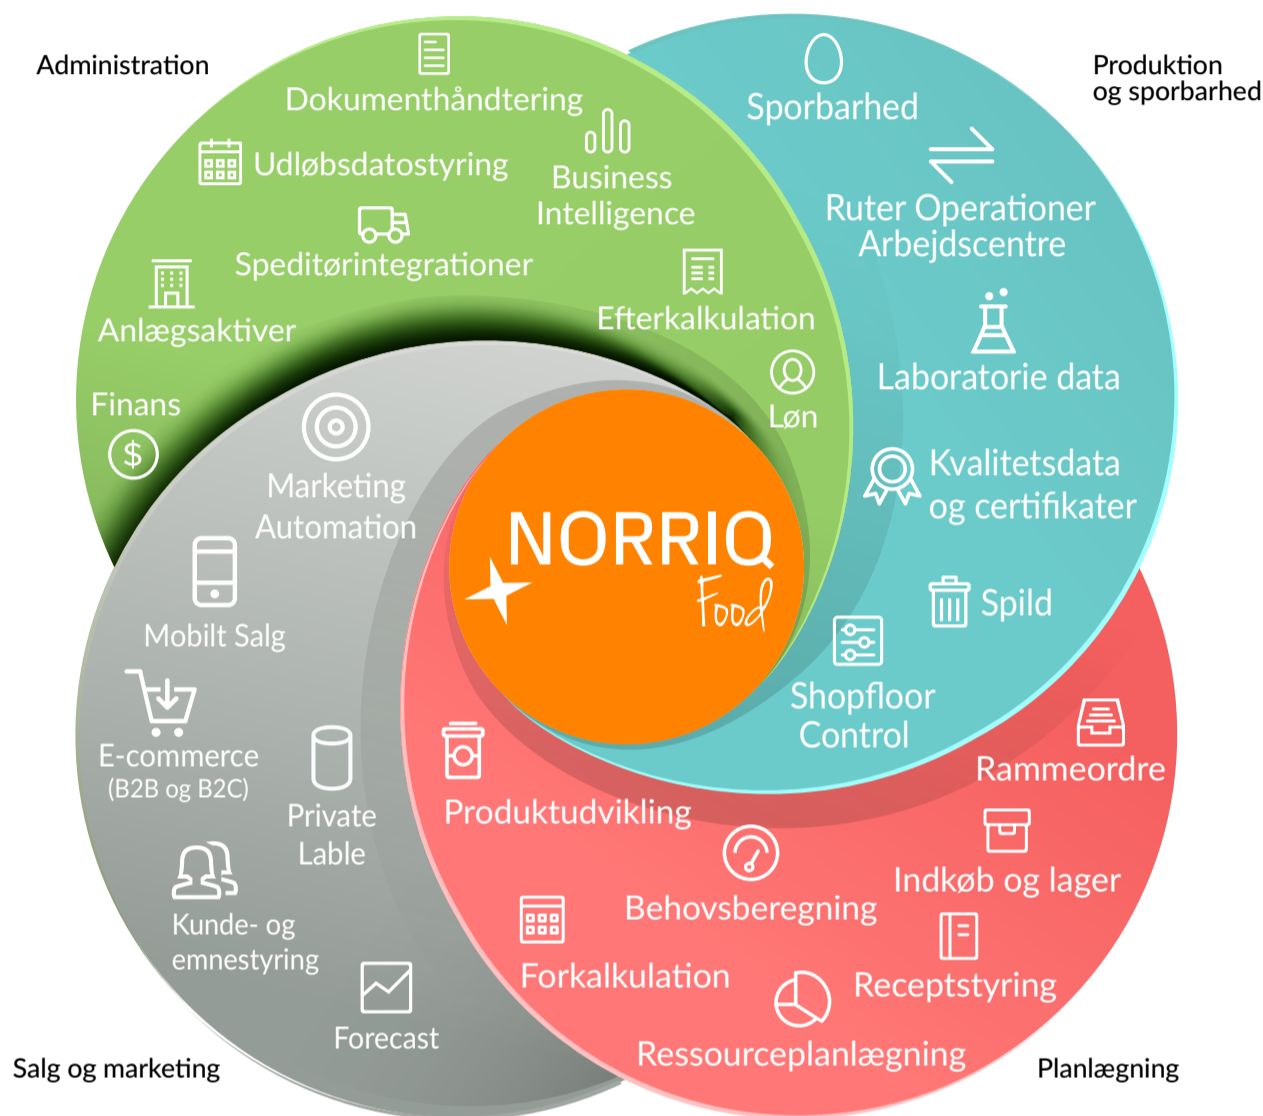 Administration
Dokumenthåndtering
Udløbsdatostyring
Business
Intelligence
Speditørintegrationer
Efterkalkulation
Anlægsaktiver
Løn
Finans
$
Produktion
og sporbarhed
Sporbarhed
Ruter Operationer
Arbejdscentre
Laboratorie data
Kvalitetsdata
og certifikater
Spild
Shopfloor
Control
NORRIQ
Food
Marketing
Automation
Mobilt Salg
E-commerce
(B2B og B2C)
Private
Lable
Kunde- og
emnestyring
Forecast
Salg og marketing
Rammeordre
Produktudvikling
Indkøb og lager
Behovsberegning
Forkalkulation
Receptstyring
Ressourceplanlægning
Planlægning